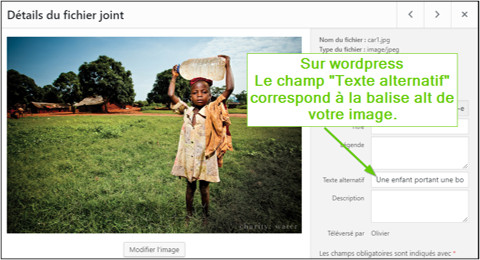 Détails du fichier joint
Nom du fichier : car1.jpg
Type du fichier : image/jpeg
Sur wordpress
Le champ "Texte alternatif"
correspond à la balise alt de
votre image.
Légende
Texte alternatif
Une enfant portant une bo
Description
Téléversé par Olivier
Modifier l'image
Les champs obligatoires sont indiqués avec *